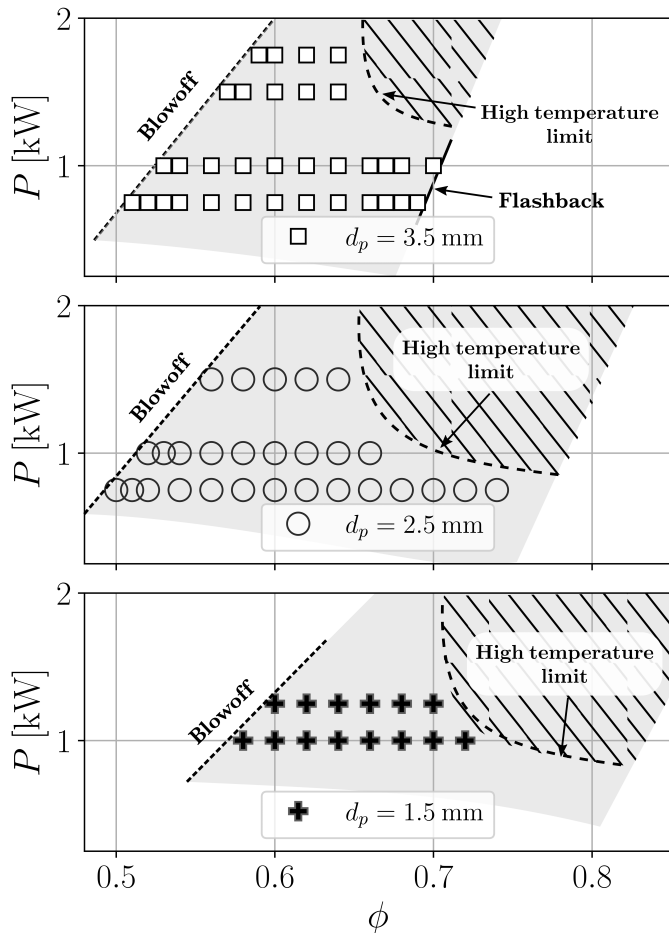 2
Blowoff
High temperature
limit
P [kW]
1
Flashback
d_p = 3.5 mm
2
Blowoff
High temperature
limit
P [kW]
1
d_p = 2.5 mm
2
High temperature
limit
Blowoff
P [kW]
1
d_p = 1.5 mm
0.5 0.6 0.7 0.8
ϕ